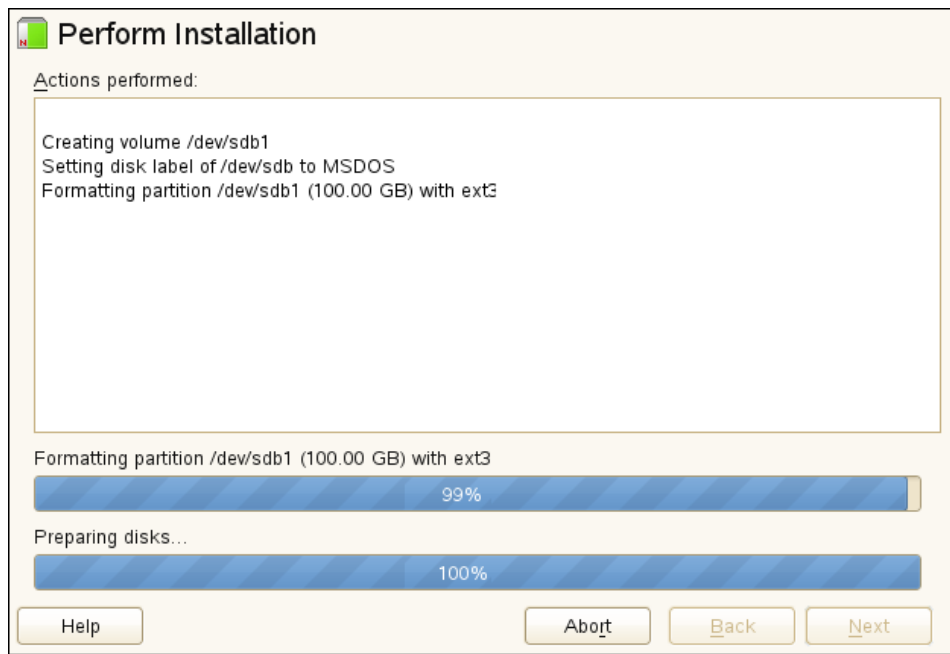 Perform Installation
Actions performed:
Creating volume /dev/sdb1
Setting disk label of /dev/sdb to MSDOS
Formatting partition /dev/sdb1 (100.00 GB) with ext3
Formatting partition /dev/sdb1 (100.00 GB) with ext3
99%
Preparing disks...
100%
Help
Abort
Back
Next